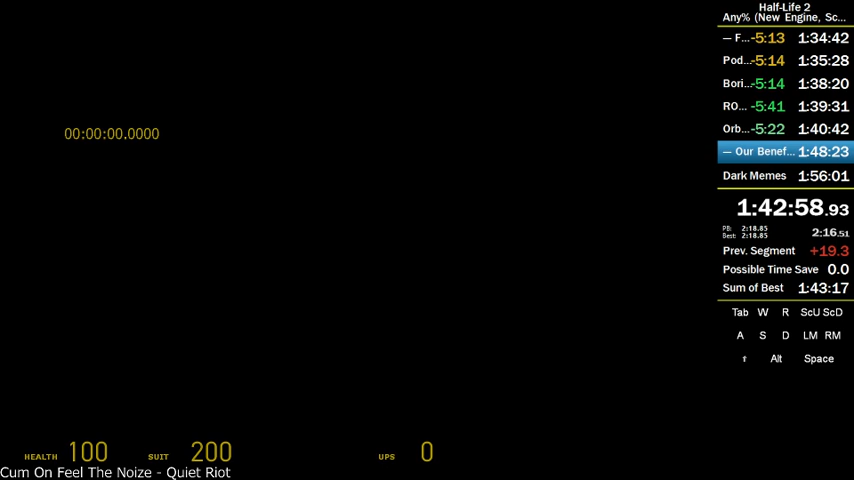 Half-Life 2
Any% (New Engine, Sc...
— F... -5:13 1:34:42
Pod... -5:14 1:35:28
Bori... -5:14 1:38:20
RO... -5:41 1:39:31
Orb... -5:22 1:40:42
— Our Benef... 1:48:23
Dark Memes 1:56:01
00:00:00.0000
1:42:58.93
PB: 2:18.85
Best: 2:18.85 2:16.51
Prev. Segment +19.3
Possible Time Save 0.0
Sum of Best 1:43:17
Tab W R ScU ScD
A S D LM RM
↑ Alt Space
HEALTH 100 SUIT 200 UPS 0
Cum On Feel The Noize - Quiet Riot